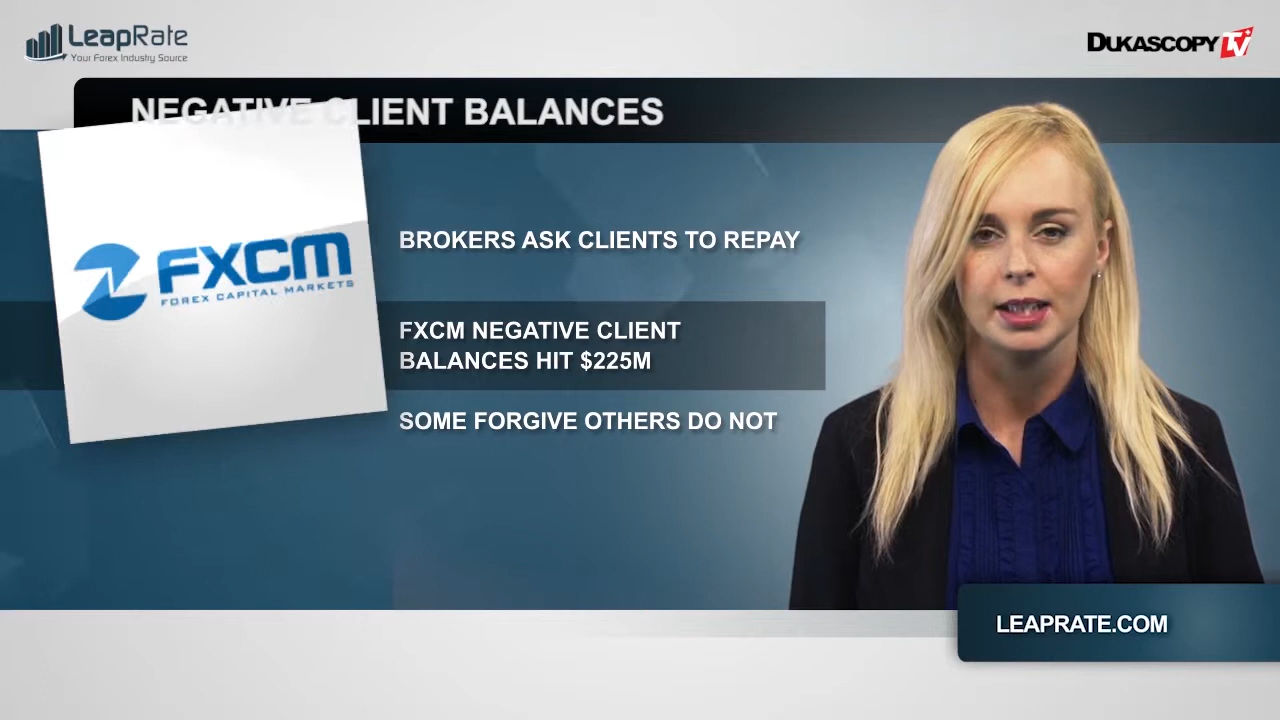 LeapRate
Your Forex Industry Source
DUKASCOPY TV
NEGATIVE CLIENT BALANCES
FXCM
FOREX CAPITAL MARKETS
BROKERS ASK CLIENTS TO REPAY
FXCM NEGATIVE CLIENT
BALANCES HIT $225M
SOME FORGIVE OTHERS DO NOT
LEAPRATE.COM